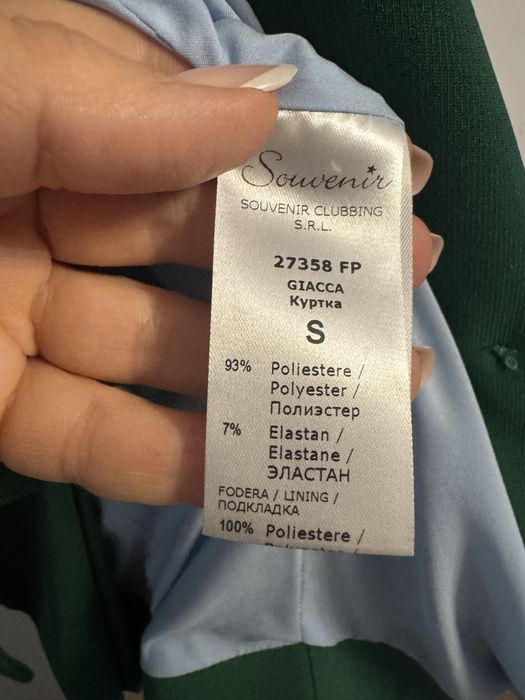 Souvenir
SOUVENIR CLUBBING
S.R.L.
27358 FP
GIACCA
Куртка
S
93% Poliestere /
Polyester /
Полиэстер
7% Elastan /
Elastane /
ЭЛАСТАН
FODERA / LINING /
ПОДКЛАДКА
100% Poliestere /